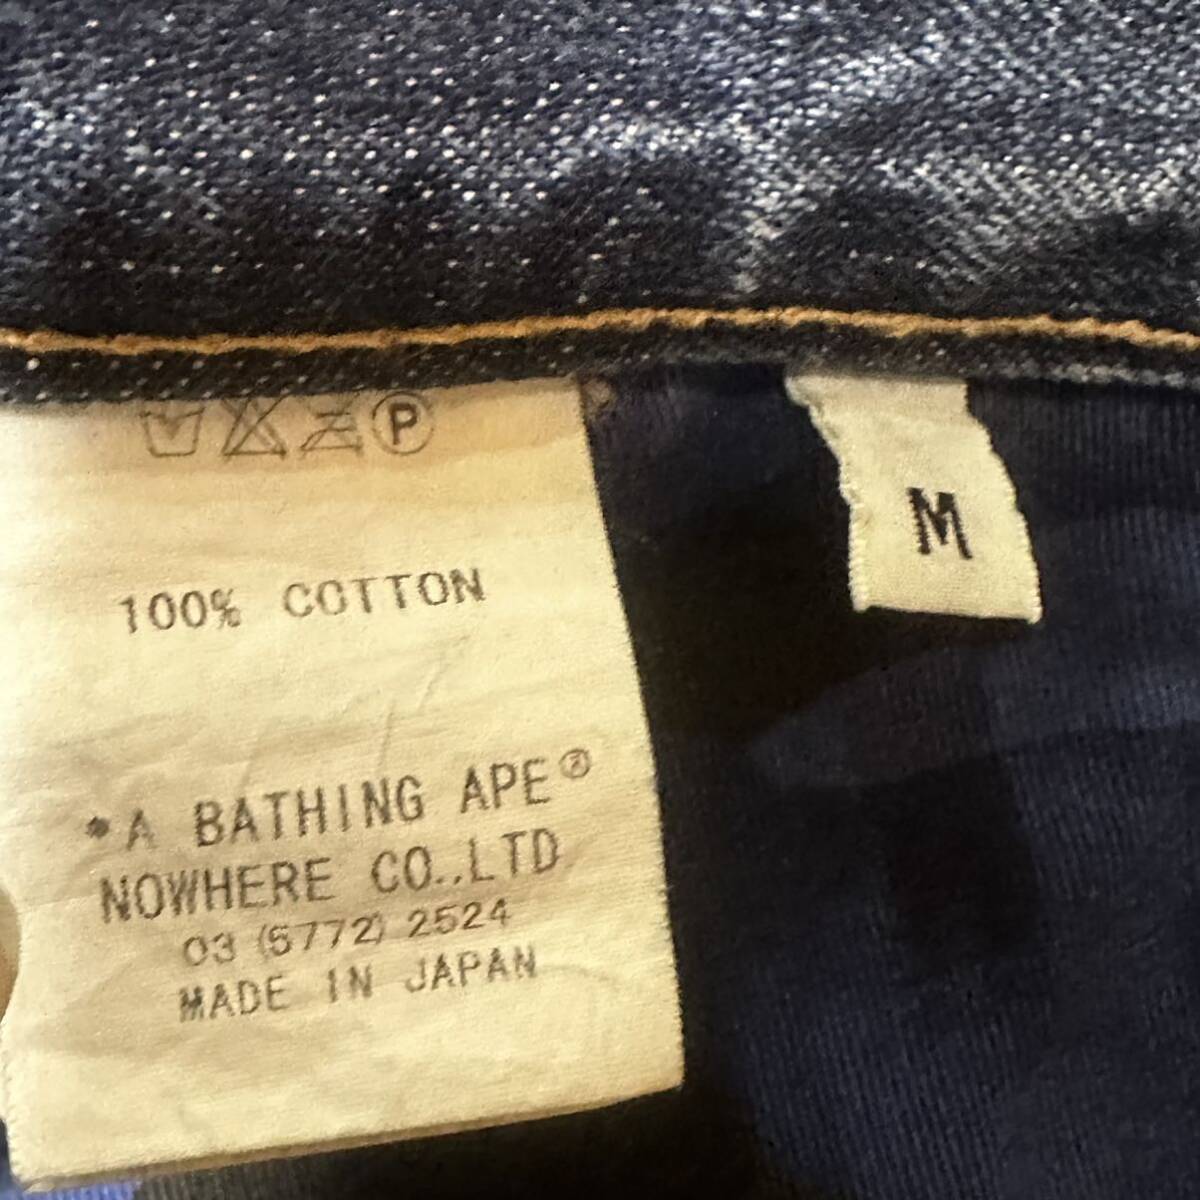 P
100% COTTON
*A BATHING APE®
NOWHERE CO.,LTD
03 (5772) 2524
MADE IN JAPAN
M